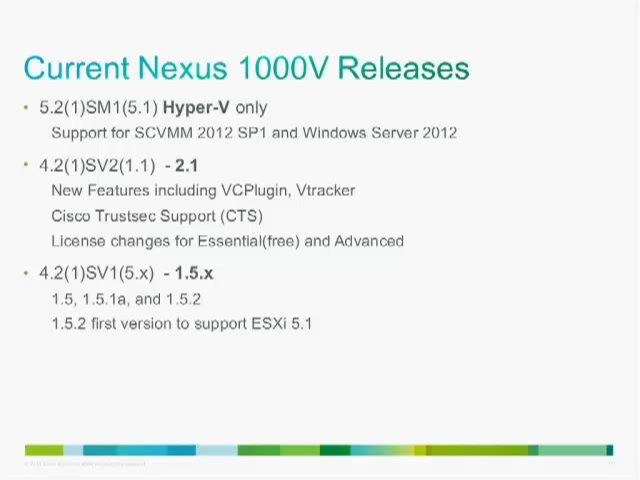 Current Nexus 1000V Releases
• 5.2(1)SM1(5.1) Hyper-V only
Support for SCVMM 2012 SP1 and Windows Server 2012
• 4.2(1)SV2(1.1) - 2.1
New Features including VCPlugin, Vtracker
Cisco Trustsec Support (CTS)
License changes for Essential(free) and Advanced
• 4.2(1)SV1(5.x) - 1.5.x
1.5, 1.5.1a, and 1.5.2
1.5.2 first version to support ESXi 5.1